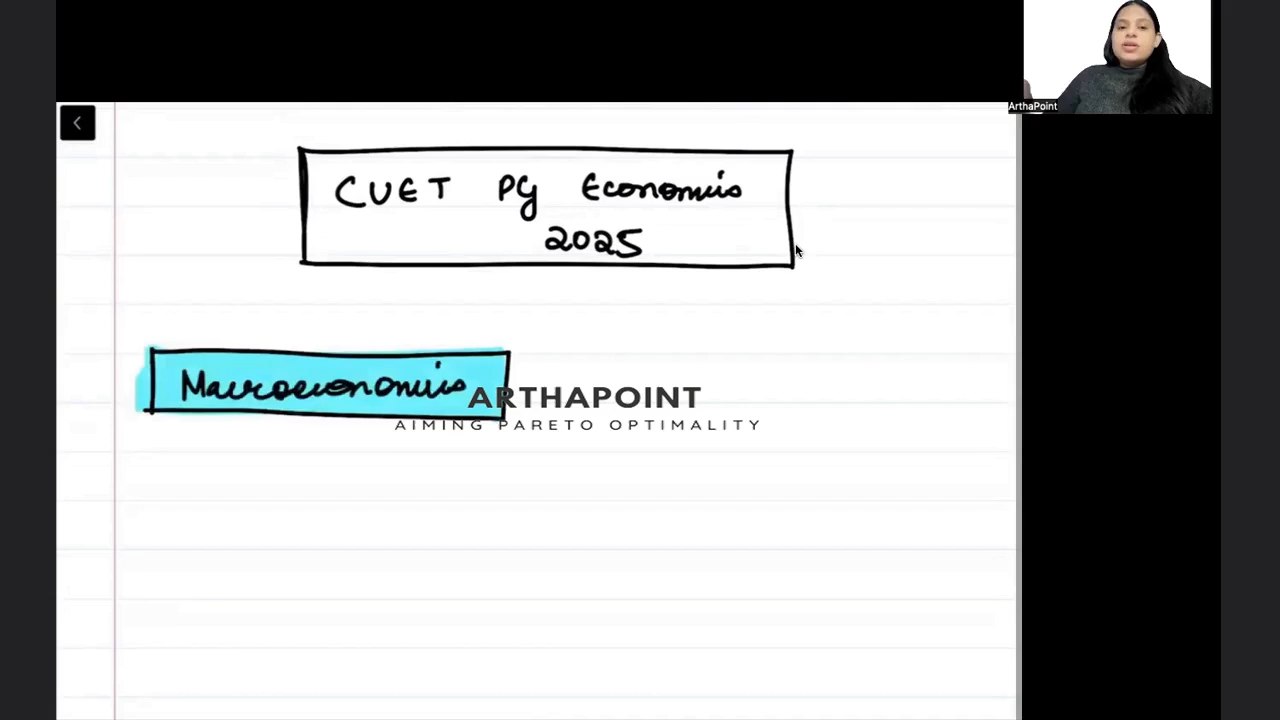 ArthaPoint
CUET PG Economics
2025
Macroeconomics
ARTHAPOINT
AIMING PARETO OPTIMALITY